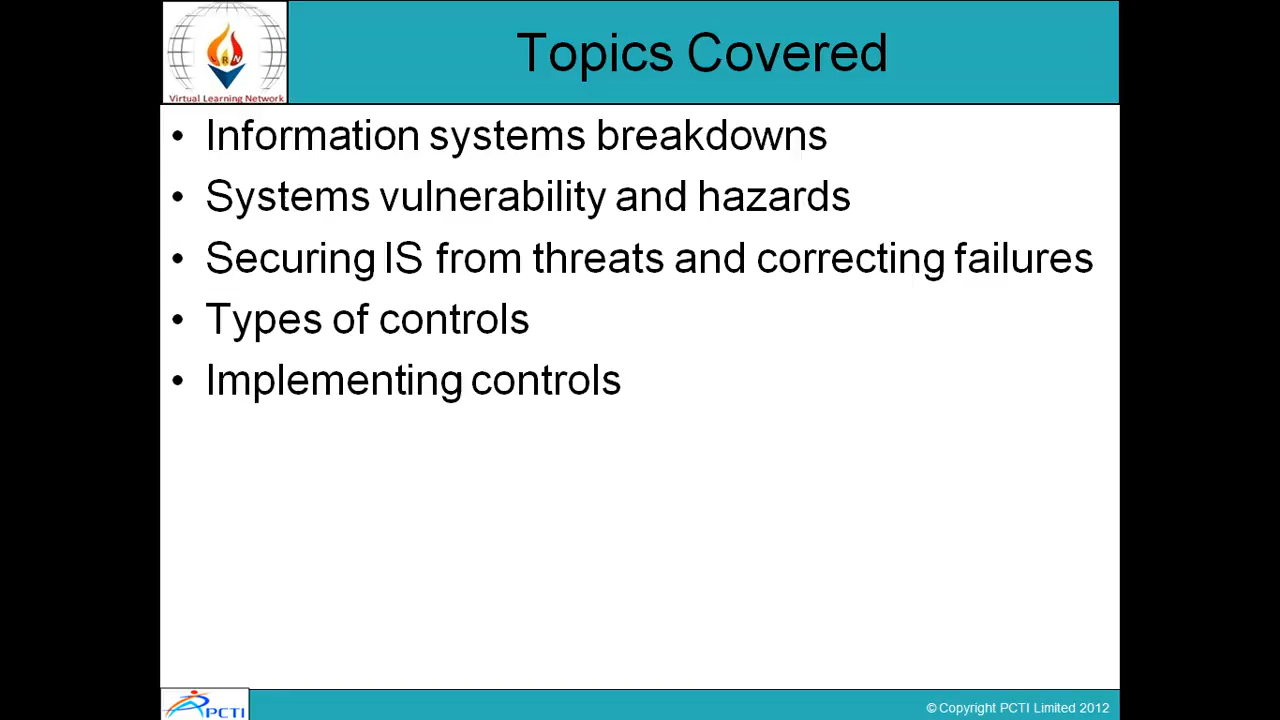 Topics Covered
LRN
Virtual Learning Network
• Information systems breakdowns
• Systems vulnerability and hazards
• Securing IS from threats and correcting failures
• Types of controls
• Implementing controls
PCTI
© Copyright PCTI Limited 2012